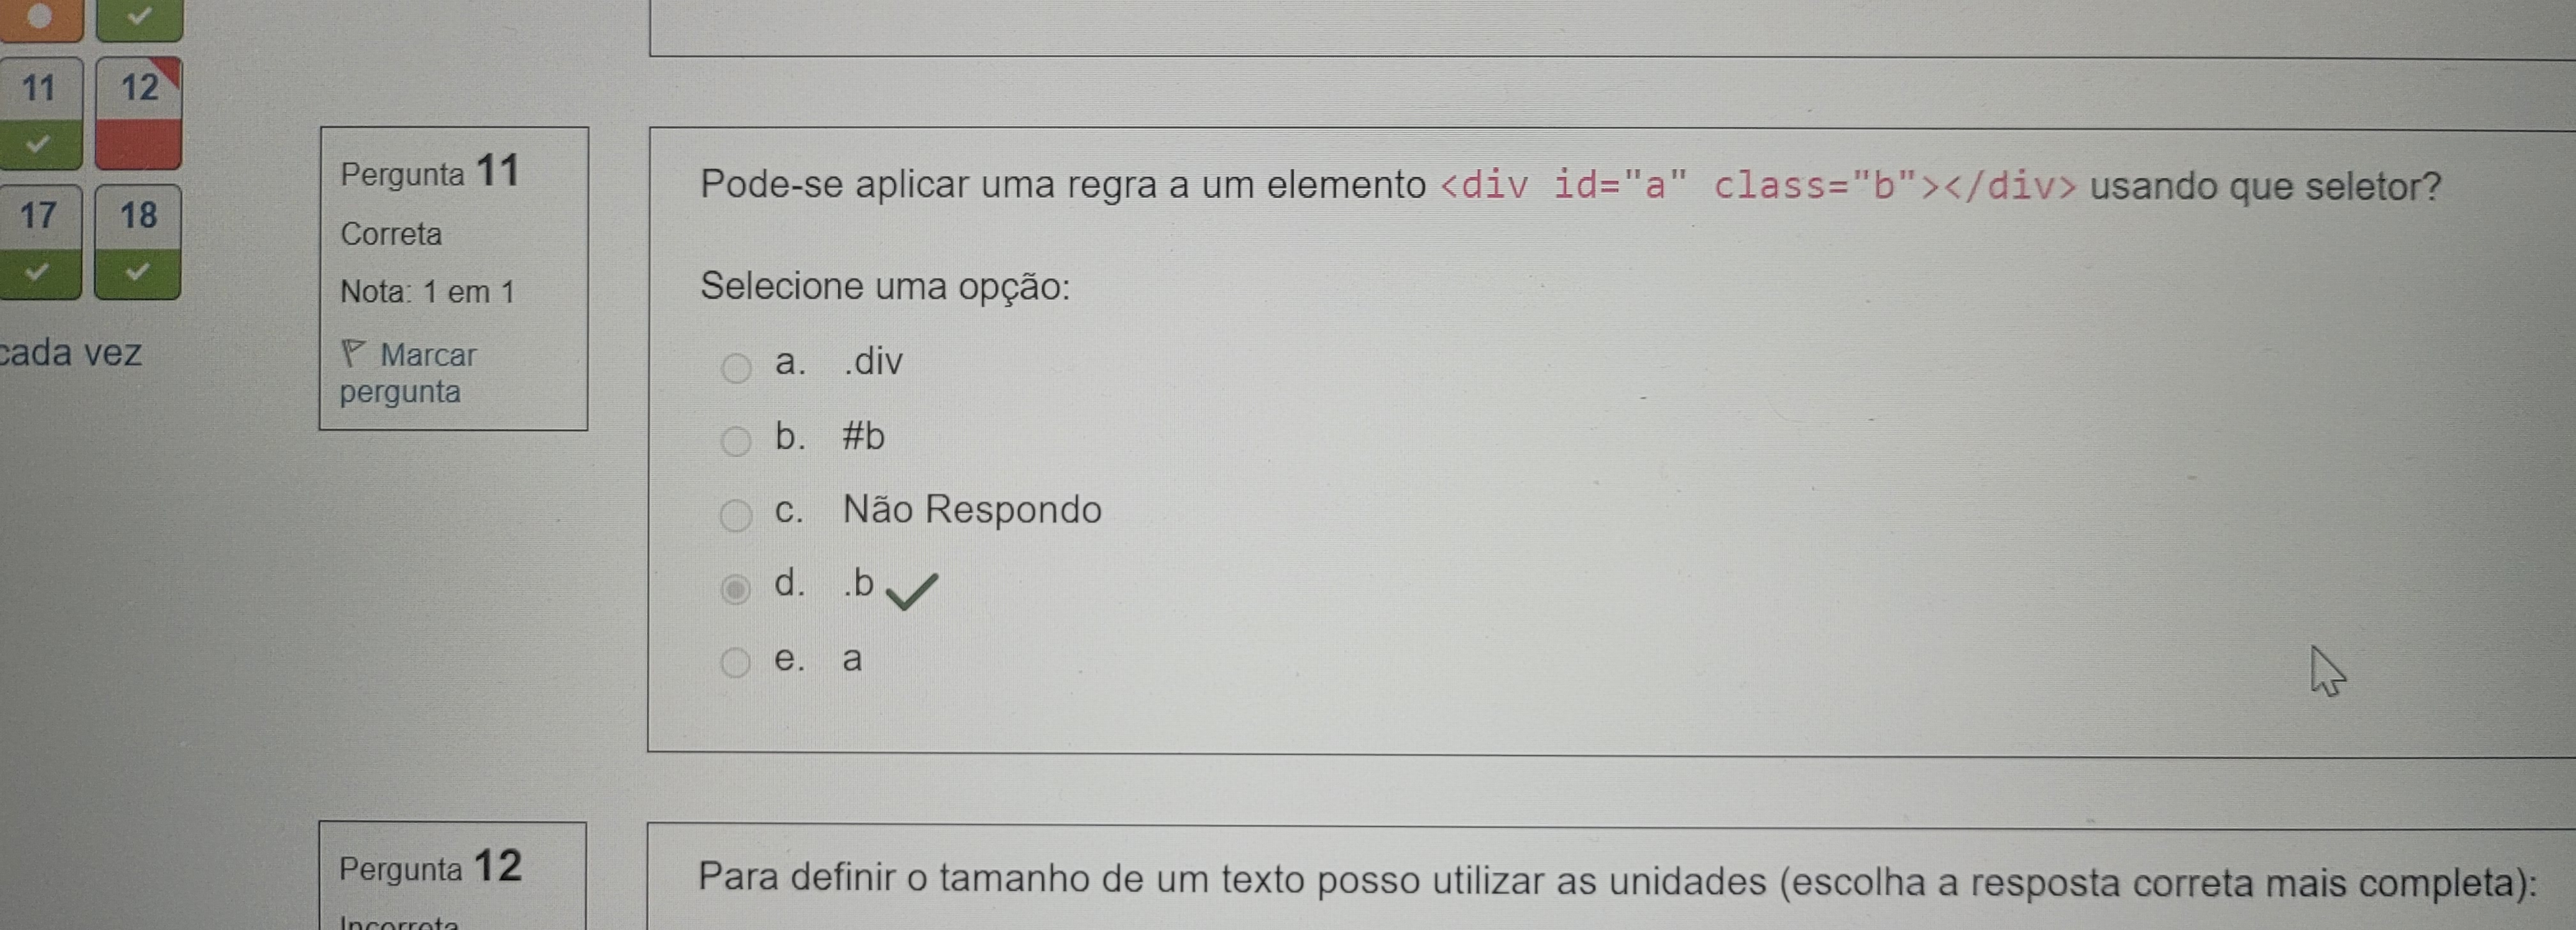 11 12
17 18
cada vez
Pergunta 11
Correta
Nota: 1 em 1
Marcar
pergunta
Pode-se aplicar uma regra a um elemento <div id="a" class="b"></div> usando que seletor?
Selecione uma opção:
a. .div
b. #b
c. Não Respondo
d. .b
e. a
Pergunta 12
Incorreta
Para definir o tamanho de um texto posso utilizar as unidades (escolha a resposta correta mais completa):